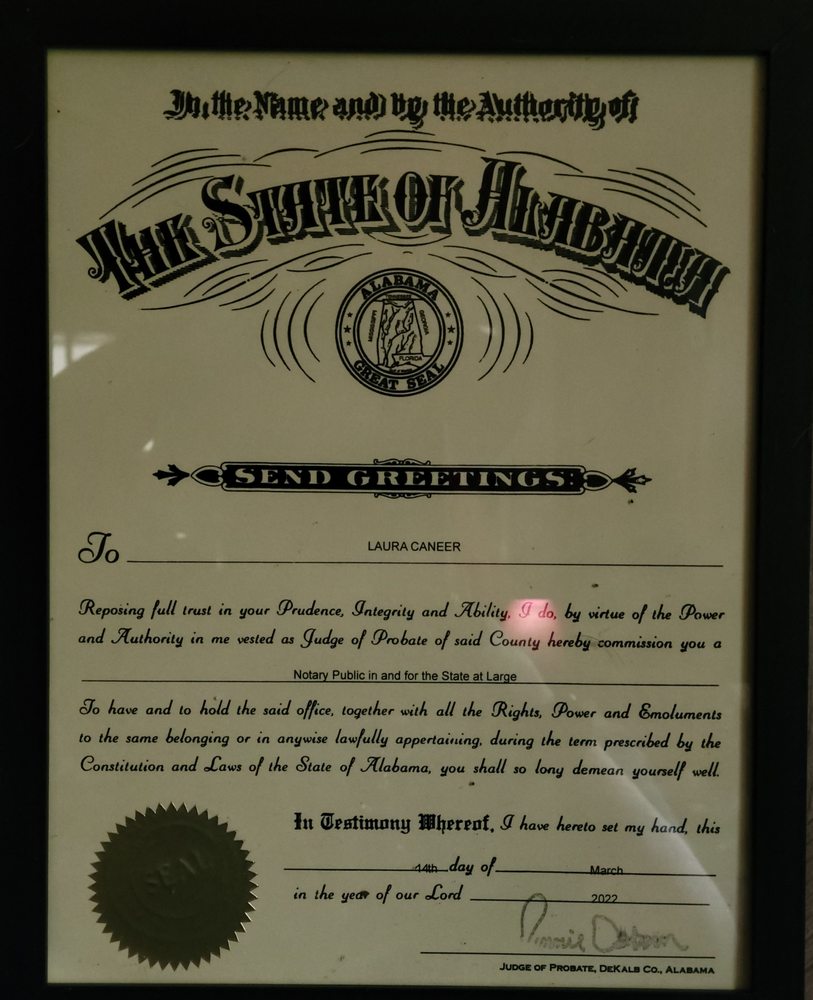 In the Name and by the Authority of
THE STATE OF ALABAMA
ALABAMA
TENNESSEE
MISSISSIPPI
GEORGIA
FLORIDA
GREAT SEAL
SEND GREETINGS:
To LAURA CANEER
Reposing full trust in your Prudence, Integrity and Ability, I do, by virtue of the Power
and Authority in me vested as Judge of Probate of said County hereby commission you a
Notary Public in and for the State at Large
To have and to hold the said office, together with all the Rights, Power and Emoluments
to the same belonging or in anywise lawfully appertaining, during the term prescribed by the
Constitution and Laws of the State of Alabama, you shall so long demean yourself well.
In Testimony Whereof, I have hereto set my hand, this
14th day of March
in the year of our Lord 2022
SEAL
JUDGE OF PROBATE, DEKALB CO., ALABAMA